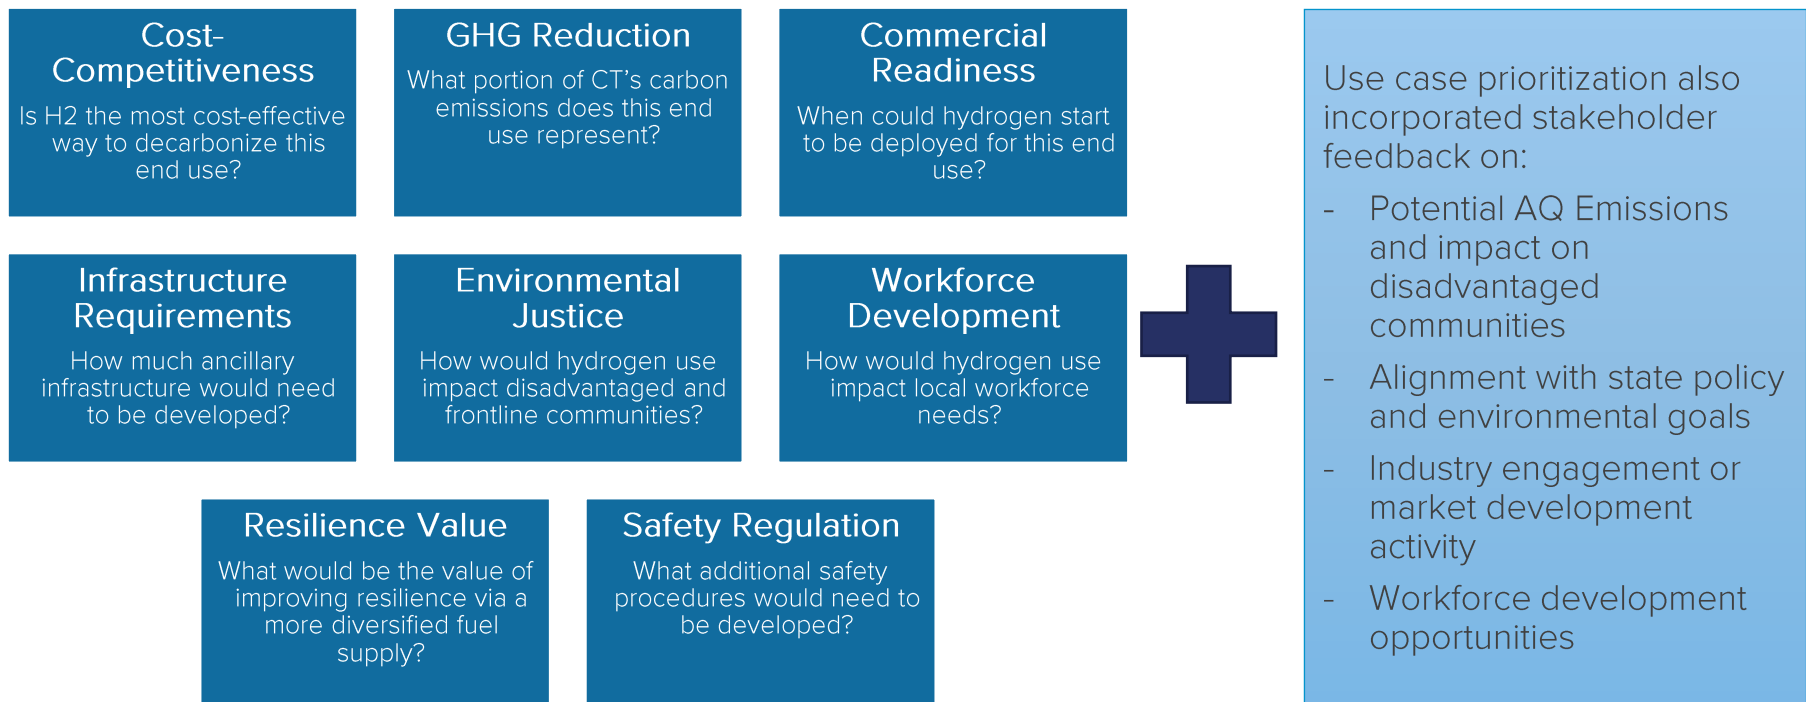 Cost-
Competitiveness
Is H2 the most cost-effective
way to decarbonize this
end use?
GHG Reduction
What portion of CT’s carbon
emissions does this end
use represent?
Commercial
Readiness
When could hydrogen start
to be deployed for this end
use?
Infrastructure
Requirements
How much ancillary
infrastructure would need
to be developed?
Environmental
Justice
How would hydrogen use
impact disadvantaged and
frontline communities?
Workforce
Development
How would hydrogen use
impact local workforce
needs?
Resilience Value
What would be the value of
improving resilience via a
more diversified fuel
supply?
Safety Regulation
What additional safety
procedures would need to
be developed?
Use case prioritization also
incorporated stakeholder
feedback on:
- Potential AQ Emissions
and impact on
disadvantaged
communities
- Alignment with state policy
and environmental goals
- Industry engagement or
market development
activity
- Workforce development
opportunities